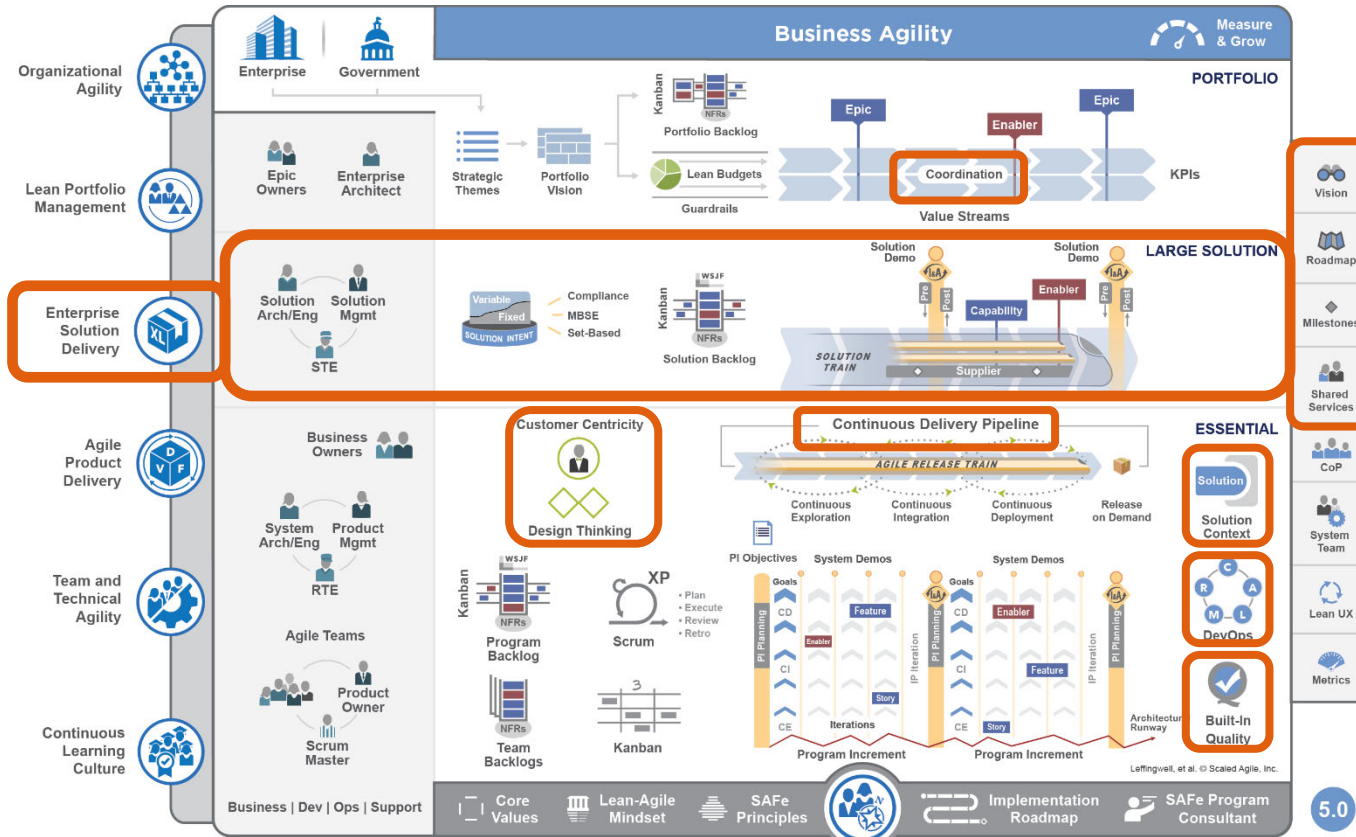 Business Agility
Measure
& Grow
Enterprise
Government
Organizational
Agility
Lean Portfolio
Management
Enterprise
Solution
Delivery
XL
Agile
Product
Delivery
D
V
F
Team and
Technical
Agility
Continuous
Learning
Culture
PORTFOLIO
Epic
Owners
Enterprise
Architect
Strategic
Themes
Portfolio
Vision
Kanban
NFRs
Portfolio Backlog
Lean Budgets
Guardrails
Epic
Enabler
Epic
Coordination
KPIs
Value Streams
LARGE SOLUTION
Solution
Arch/Eng
Solution
Mgmt
STE
Variable
Fixed
SOLUTION INTENT
Compliance
MBSE
Set-Based
WSJF
Kanban
NFRs
Solution Backlog
Solution
Demo
I&A
Pre
Post
Capability
Enabler
Solution
Demo
I&A
Pre
Post
SOLUTION
TRAIN
Supplier
ESSENTIAL
Business
Owners
System
Arch/Eng
Product
Mgmt
RTE
Agile Teams
Product
Owner
Scrum
Master
Business | Dev | Ops | Support
Customer Centricity
Design Thinking
Continuous Delivery Pipeline
AGILE RELEASE TRAIN
Continuous
Exploration
Continuous
Integration
Continuous
Deployment
Release
on Demand
WSJF
Kanban
NFRs
Program
Backlog
XP
• Plan
• Execute
• Review
• Retro
Scrum
NFRs
Team
Backlogs
3
Kanban
PI Objectives
System Demos
System Demos
PI Planning
Goals
CD
CI
CE
Enabler
Feature
Story
Iterations
IP Iteration
I&A
PI Planning
Goals
CD
CI
CE
Enabler
Feature
Story
IP Iteration
I&A
PI Planning
Program Increment
Program Increment
Architectur
Runway
Solution
Solution
Context
C
A
L
M
R
DevOps
Built-In
Quality
Leffingwell, et al. © Scaled Agile, Inc.
Vision
Roadmap
Milestones
Shared
Services
CoP
System
Team
Lean UX
Metrics
Core
Values
Lean-Agile
Mindset
SAFe
Principles
N
Implementation
Roadmap
SAFe Program
Consultant
5.0